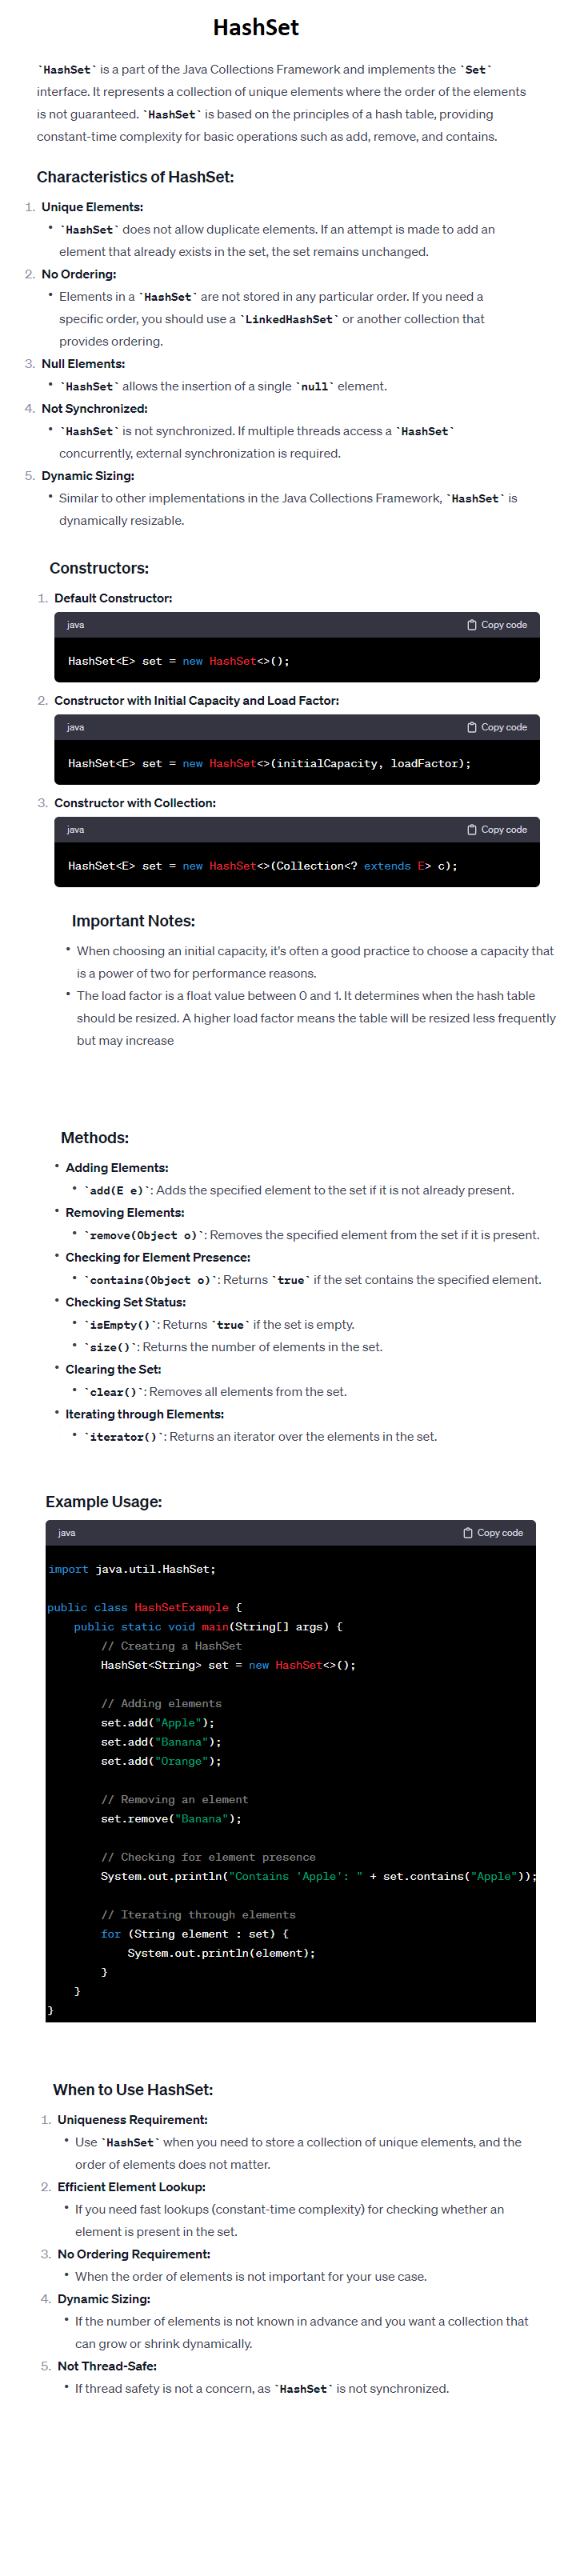 HashSet
`HashSet` is a part of the Java Collections Framework and implements the `Set`
interface. It represents a collection of unique elements where the order of the elements
is not guaranteed. `HashSet` is based on the principles of a hash table, providing
constant-time complexity for basic operations such as add, remove, and contains.
Characteristics of HashSet:
1. Unique Elements:
• `HashSet` does not allow duplicate elements. If an attempt is made to add an
element that already exists in the set, the set remains unchanged.
2. No Ordering:
• Elements in a `HashSet` are not stored in any particular order. If you need a
specific order, you should use a `LinkedHashSet` or another collection that
provides ordering.
3. Null Elements:
• `HashSet` allows the insertion of a single `null` element.
4. Not Synchronized:
• `HashSet` is not synchronized. If multiple threads access a `HashSet`
concurrently, external synchronization is required.
5. Dynamic Sizing:
• Similar to other implementations in the Java Collections Framework, `HashSet` is
dynamically resizable.
Constructors:
1. Default Constructor:
java Copy code
HashSet<E> set = new HashSet<>();
2. Constructor with Initial Capacity and Load Factor:
java Copy code
HashSet<E> set = new HashSet<>(initialCapacity, loadFactor);
3. Constructor with Collection:
java Copy code
HashSet<E> set = new HashSet<>(Collection<? extends E> c);
Important Notes:
• When choosing an initial capacity, it's often a good practice to choose a capacity that
is a power of two for performance reasons.
• The load factor is a float value between 0 and 1. It determines when the hash table
should be resized. A higher load factor means the table will be resized less frequently
but may increase
Methods:
• Adding Elements:
• `add(E e)`: Adds the specified element to the set if it is not already present.
• Removing Elements:
• `remove(Object o)`: Removes the specified element from the set if it is present.
• Checking for Element Presence:
• `contains(Object o)`: Returns `true` if the set contains the specified element.
• Checking Set Status:
• `isEmpty()`: Returns `true` if the set is empty.
• `size()`: Returns the number of elements in the set.
• Clearing the Set:
• `clear()`: Removes all elements from the set.
• Iterating through Elements:
• `iterator()`: Returns an iterator over the elements in the set.
Example Usage:
java Copy code
import java.util.HashSet;
public class HashSetExample {
public static void main(String[] args) {
// Creating a HashSet
HashSet<String> set = new HashSet<>();
// Adding elements
set.add("Apple");
set.add("Banana");
set.add("Orange");
// Removing an element
set.remove("Banana");
// Checking for element presence
System.out.println("Contains 'Apple': " + set.contains("Apple"));
// Iterating through elements
for (String element : set) {
System.out.println(element);
}
}
}
When to Use HashSet:
1. Uniqueness Requirement:
• Use `HashSet` when you need to store a collection of unique elements, and the
order of elements does not matter.
2. Efficient Element Lookup:
• If you need fast lookups (constant-time complexity) for checking whether an
element is present in the set.
3. No Ordering Requirement:
• When the order of elements is not important for your use case.
4. Dynamic Sizing:
• If the number of elements is not known in advance and you want a collection that
can grow or shrink dynamically.
5. Not Thread-Safe:
• If thread safety is not a concern, as `HashSet` is not synchronized.